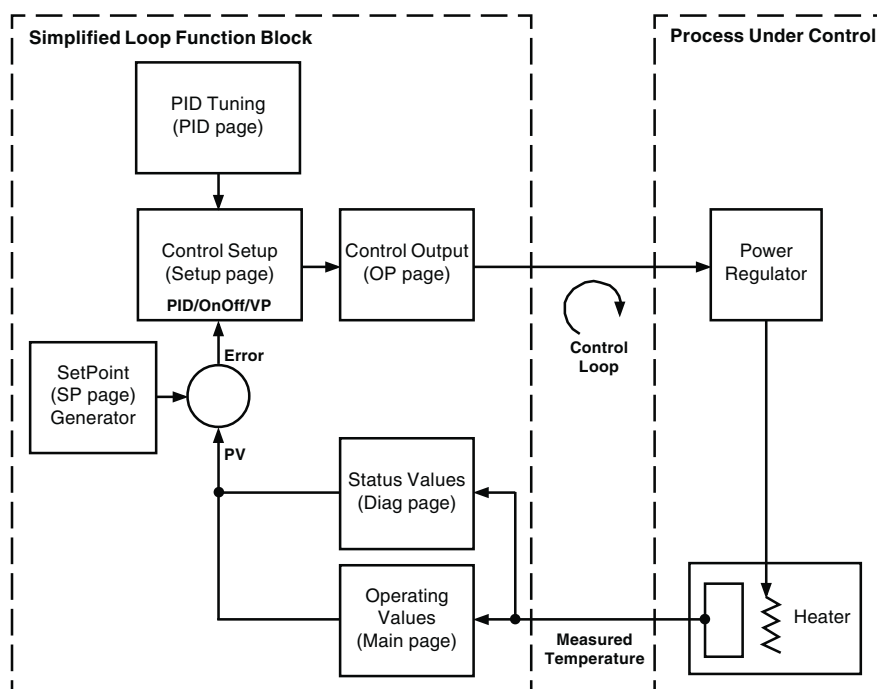 Simplified Loop Function Block
Process Under Control
PID Tuning
(PID page)
Control Setup
(Setup page)
PID/OnOff/VP
Control Output
(OP page)
Power
Regulator
Control
Loop
Error
SetPoint
(SP page)
Generator
PV
Status Values
(Diag page)
Operating
Values
(Main page)
Measured
Temperature
Heater